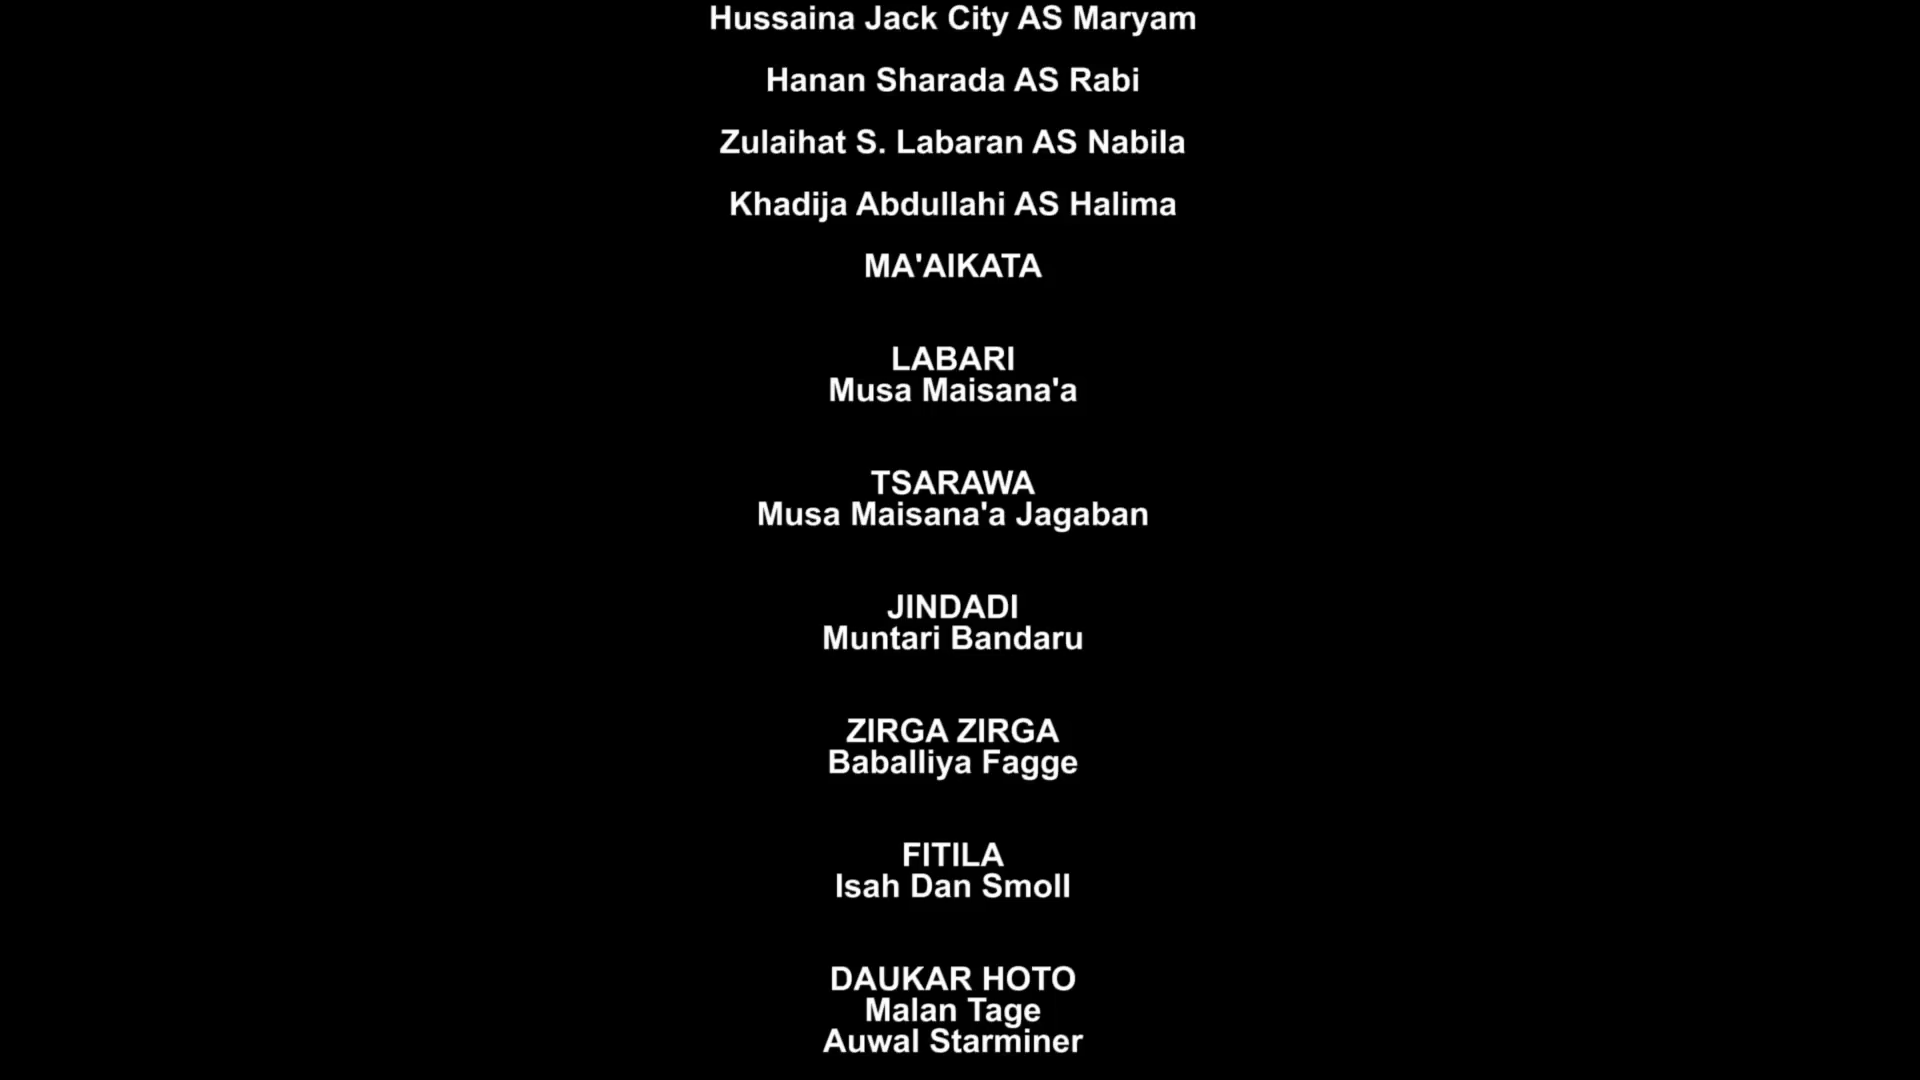 Hussaina Jack City AS Maryam
Hanan Sharada AS Rabi
Zulaihat S. Labaran AS Nabila
Khadija Abdullahi AS Halima
MA'AIKATA
LABARI
Musa Maisana'a
TSARAWA
Musa Maisana'a Jagaban
JINDADI
Muntari Bandaru
ZIRGA ZIRGA
Baballiya Fagge
FITILA
Isah Dan Smoll
DAUKAR HOTO
Malan Tage
Auwal Starminer